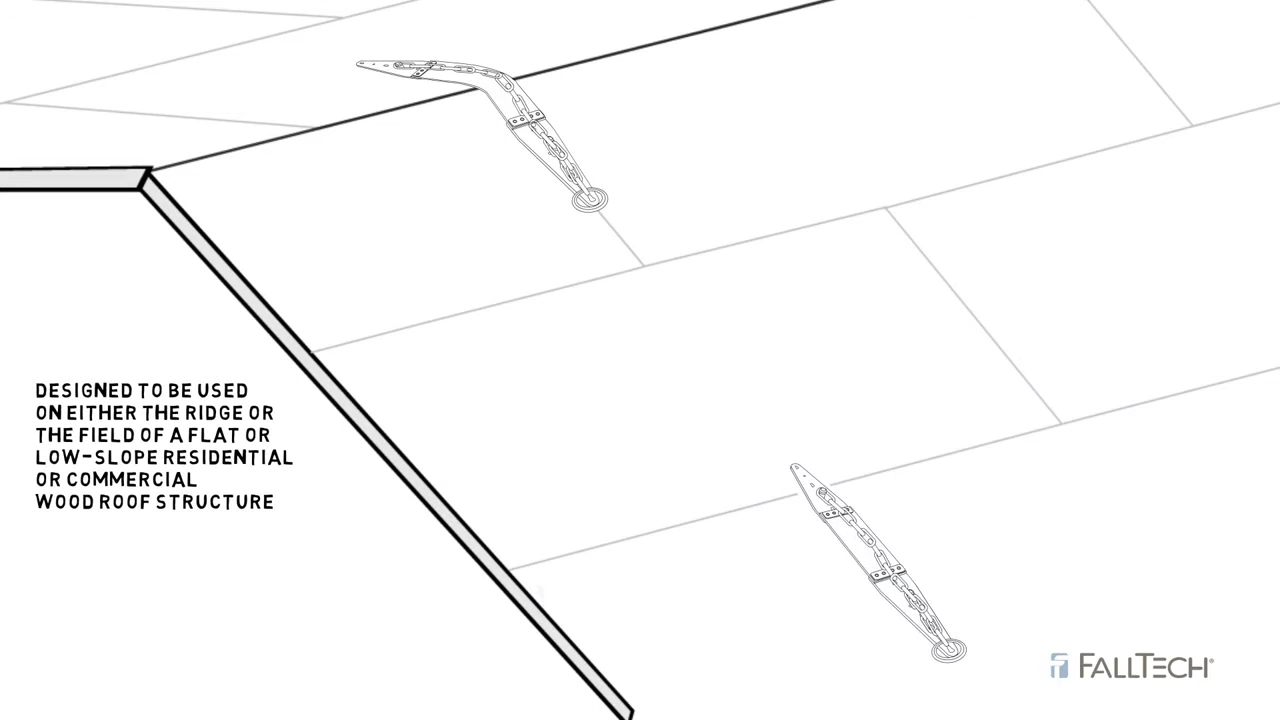 DESIGNED TO BE USED
ON EITHER THE RIDGE OR
THE FIELD OF A FLAT OR
LOW-SLOPE RESIDENTIAL
OR COMMERCIAL
WOOD ROOF STRUCTURE
FALLTECH®